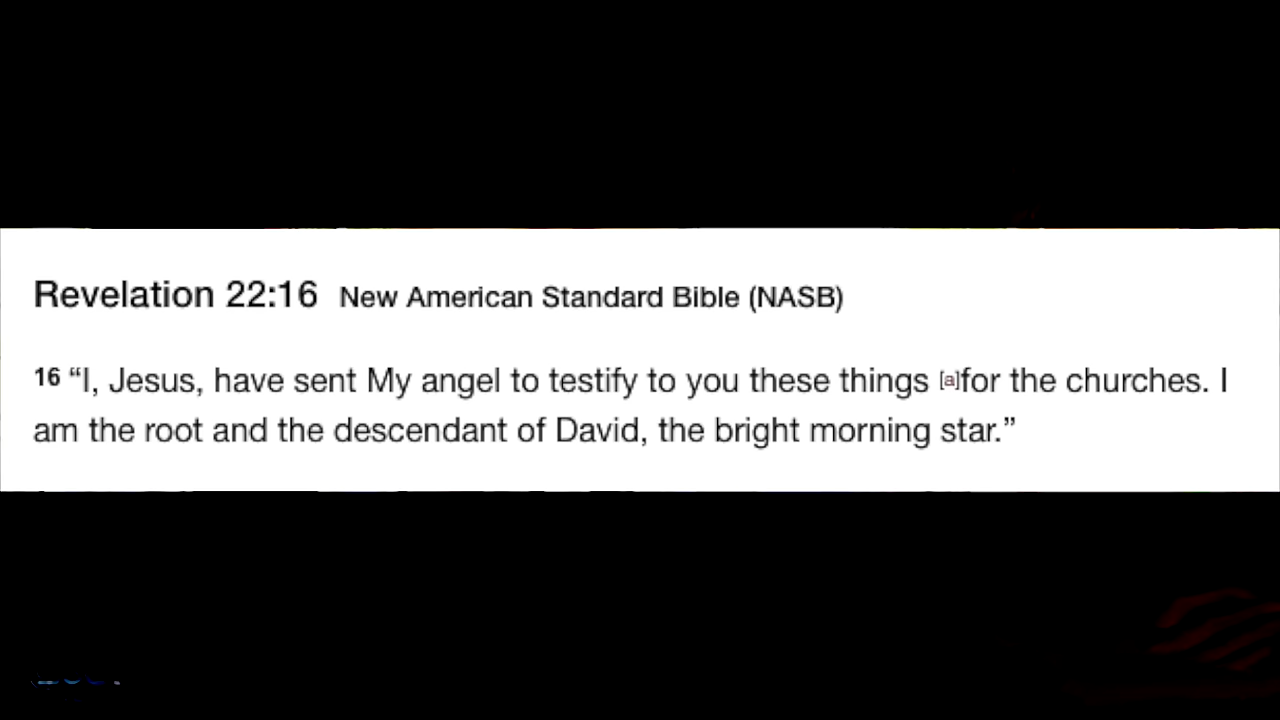 Revelation 22:16 New American Standard Bible (NASB)
16 “I, Jesus, have sent My angel to testify to you these things [a]for the churches. I
am the root and the descendant of David, the bright morning star.”